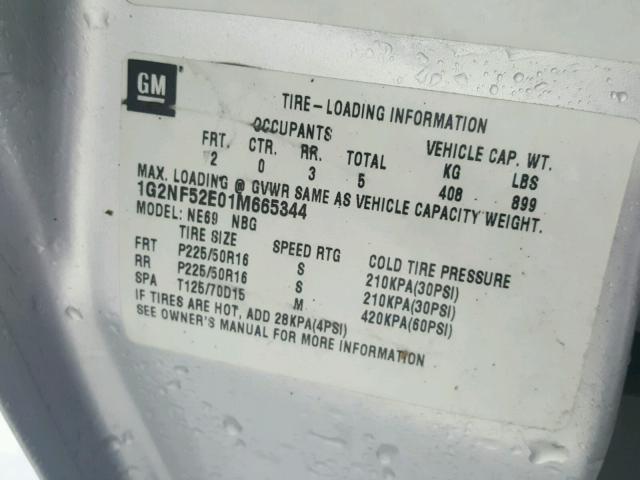 GM
TIRE-LOADING INFORMATION
OCCUPANTS VEHICLE CAP. WT.
FRT. CTR. RR. TOTAL KG LBS
2 0 3 5 408 899
MAX. LOADING @ GVWR SAME AS VEHICLE CAPACITY WEIGHT.
1G2NF52E01M665344
MODEL: NE69 NBG
TIRE SIZE SPEED RTG COLD TIRE PRESSURE
FRT P225/50R16 S 210KPA(30PSI)
RR P225/50R16 S 210KPA(30PSI)
SPA T125/70D15 M 420KPA(60PSI)
IF TIRES ARE HOT, ADD 28KPA(4PSI)
SEE OWNER'S MANUAL FOR MORE INFORMATION